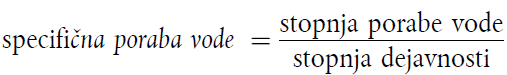 specifična poraba vode = stopnja porabe vode / stopnja dejavnosti